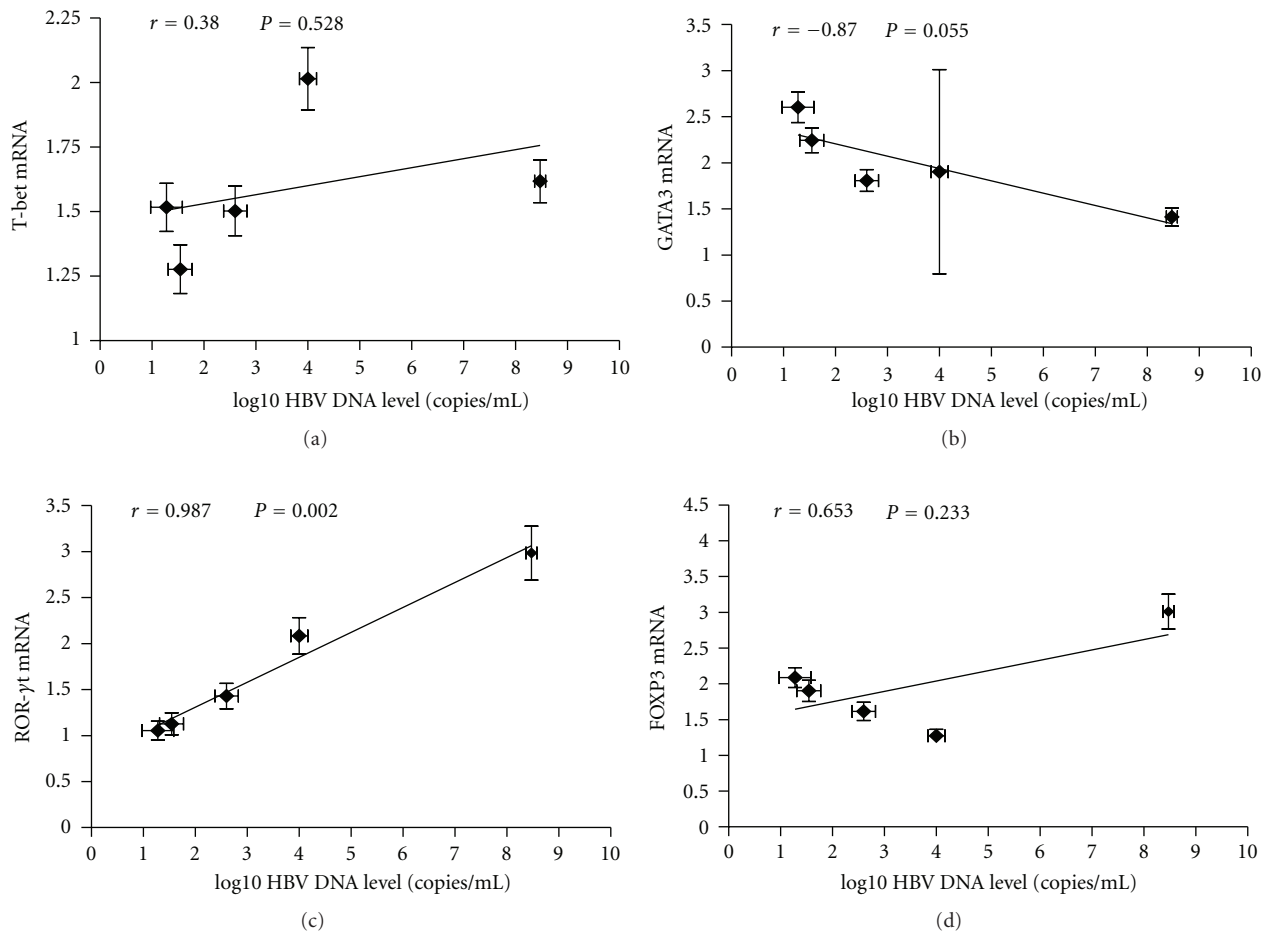 r = 0.38 P = 0.528
2.25
2
1.75
1.5
1.25
1
T-bet mRNA
0 1 2 3 4 5 6 7 8 9 10
log10 HBV DNA level (copies/mL)
(a)
r = −0.87 P = 0.055
3.5
3
2.5
2
1.5
1
0.5
0
GATA3 mRNA
0 1 2 3 4 5 6 7 8 9 10
log10 HBV DNA level (copies/mL)
(b)
r = 0.987 P = 0.002
3.5
3
2.5
2
1.5
1
0.5
0
ROR-γt mRNA
0 1 2 3 4 5 6 7 8 9 10
log10 HBV DNA level (copies/mL)
(c)
r = 0.653 P = 0.233
4.5
4
3.5
3
2.5
2
1.5
1
0.5
0
FOXP3 mRNA
0 1 2 3 4 5 6 7 8 9 10
log10 HBV DNA level (copies/mL)
(d)